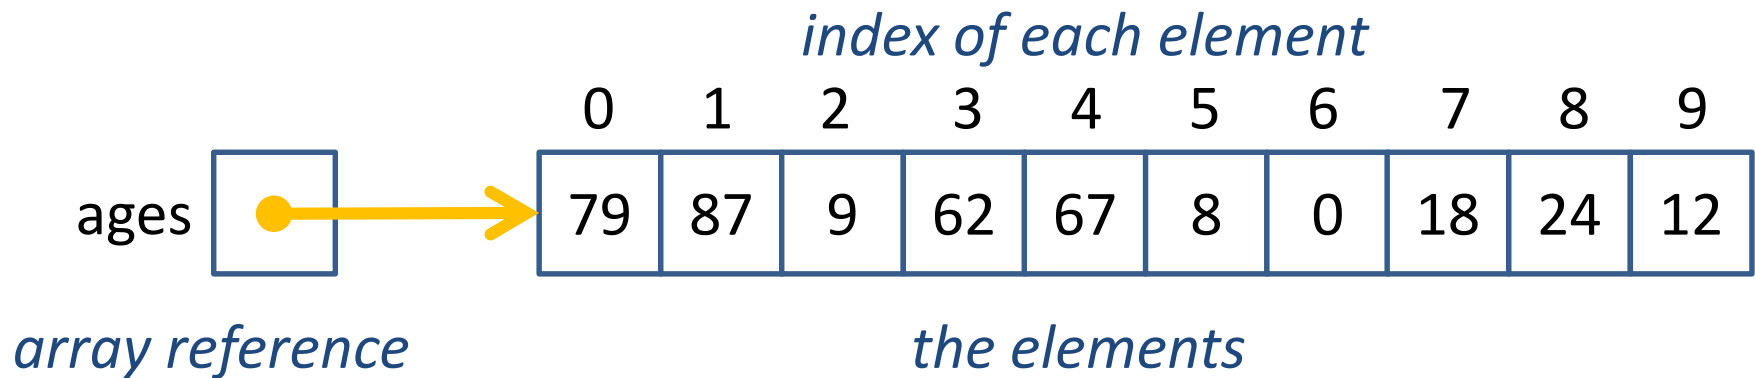 index of each element
0 1 2 3 4 5 6 7 8 9
ages 79 87 9 62 67 8 0 18 24 12
array reference the elements